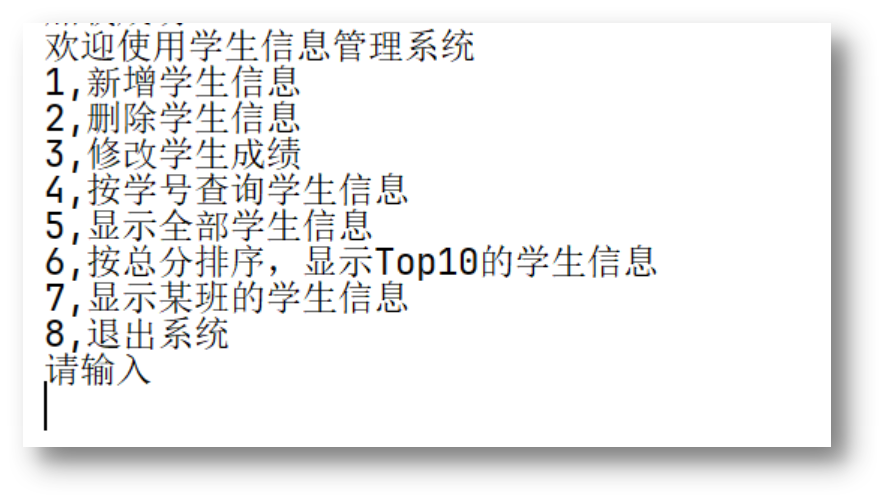 欢迎使用学生信息管理系统
1,新增学生信息
2,删除学生信息
3,修改学生成绩
4,按学号查询学生信息
5,显示全部学生信息
6,按总分排序，显示Top10的学生信息
7,显示某班的学生信息
8,退出系统
请输入